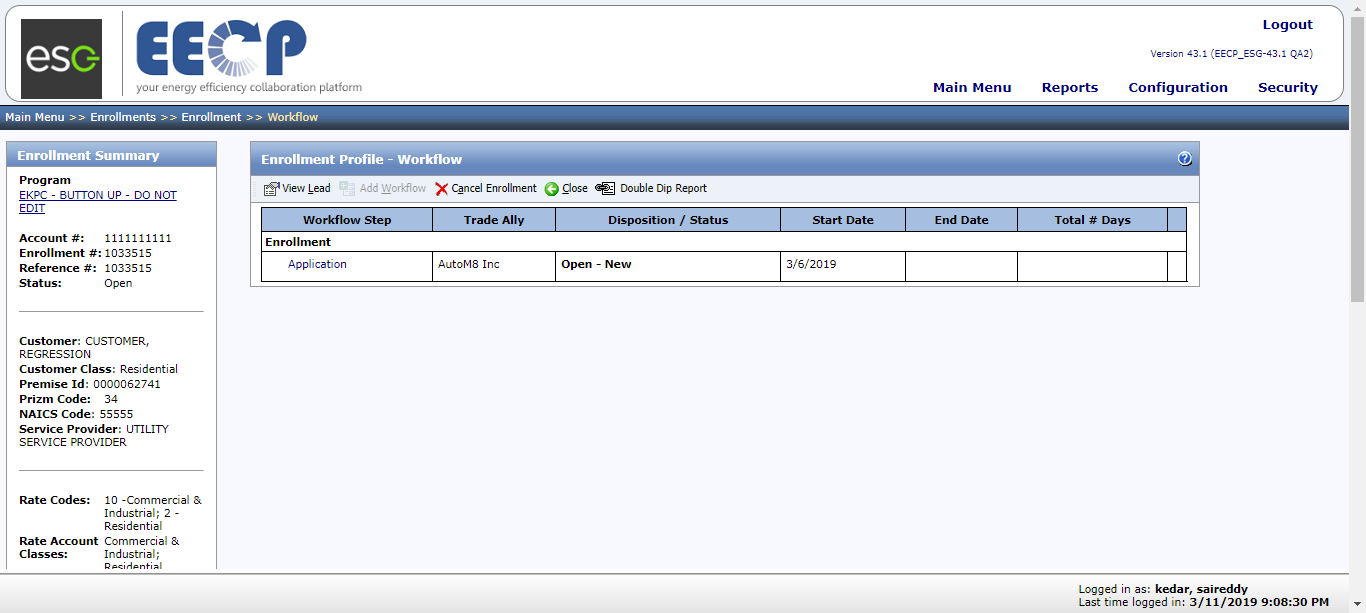 Logout
esc
EECP
your energy efficiency collaboration platform
Version 43.1 (EECP_ESG-43.1 QA2)
Main Menu Reports Configuration Security
Main Menu >> Enrollments >> Enrollment >> Workflow
Enrollment Summary
Program
EKPC - BUTTON UP - DO NOT
EDIT
Account #: 1111111111
Enrollment #: 1033515
Reference #: 1033515
Status: Open
Customer: CUSTOMER,
REGRESSION
Customer Class: Residential
Premise Id: 0000062741
Prizm Code: 34
NAICS Code: 55555
Service Provider: UTILITY
SERVICE PROVIDER
Rate Codes: 10 -Commercial &
Industrial; 2 -
Residential
Rate Account Commercial &
Classes: Industrial;
Residential
Enrollment Profile - Workflow
?
View Lead Add Workflow Cancel Enrollment Close Double Dip Report
Workflow Step Trade Ally Disposition / Status Start Date End Date Total # Days
Enrollment
Application AutoM8 Inc Open - New 3/6/2019
Logged in as: kedar, saireddy
Last time logged in: 3/11/2019 9:08:30 PM